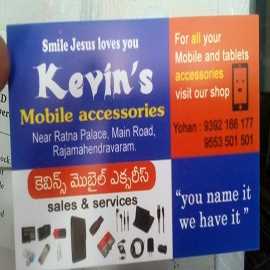 Smile Jesus loves you
Kevin's
Mobile accessories
Near Ratna Palace, Main Road,
Rajamahendravaram.
కెవిన్స్ మొబైల్ ఎక్సరీస్
sales & services
For all your
Mobile and tablets
accessories
visit our shop
Yohan : 9392 166 177
9553 501 501
"you name it
we have it "